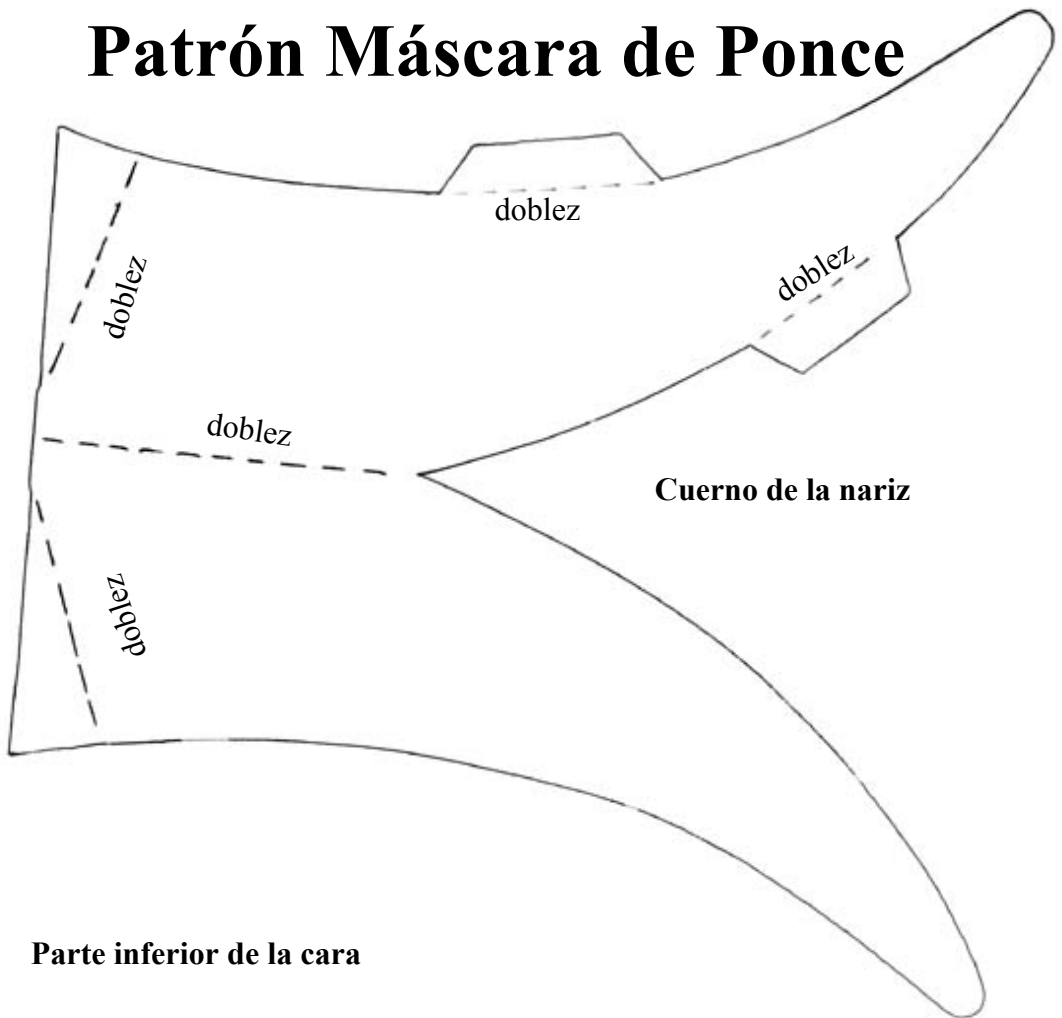 Patrón Máscara de Ponce
doblez
doblez
doblez
doblez
Cuerno de la nariz
doblez
Parte inferior de la cara